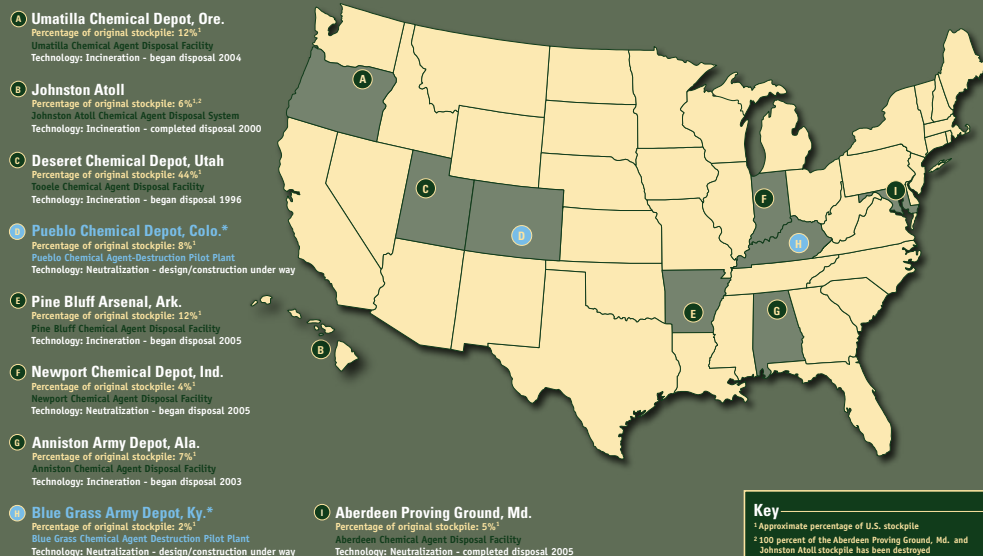 A Umatilla Chemical Depot, Ore.
Percentage of original stockpile: 12%¹
Umatilla Chemical Agent Disposal Facility
Technology: Incineration - began disposal 2004
B Johnston Atoll
Percentage of original stockpile: 6%¹,²
Johnston Atoll Chemical Agent Disposal System
Technology: Incineration - completed disposal 2000
C Deseret Chemical Depot, Utah
Percentage of original stockpile: 44%¹
Tooele Chemical Agent Disposal Facility
Technology: Incineration - began disposal 1996
D Pueblo Chemical Depot, Colo.*
Percentage of original stockpile: 8%¹
Pueblo Chemical Agent-Destruction Pilot Plant
Technology: Neutralization - design/construction under way
E Pine Bluff Arsenal, Ark.
Percentage of original stockpile: 12%¹
Pine Bluff Chemical Agent Disposal Facility
Technology: Incineration - began disposal 2005
F Newport Chemical Depot, Ind.
Percentage of original stockpile: 4%¹
Newport Chemical Agent Disposal Facility
Technology: Neutralization - began disposal 2005
G Anniston Army Depot, Ala.
Percentage of original stockpile: 7%¹
Anniston Chemical Agent Disposal Facility
Technology: Incineration - began disposal 2003
H Blue Grass Army Depot, Ky.*
Percentage of original stockpile: 2%¹
Blue Grass Chemical Agent Destruction Pilot Plant
Technology: Neutralization - design/construction under way
I Aberdeen Proving Ground, Md.
Percentage of original stockpile: 5%¹
Aberdeen Chemical Agent Disposal Facility
Technology: Neutralization - completed disposal 2005
A
C
D
B
F
H
I
E
G
Key
¹ Approximate percentage of U.S. stockpile
² 100 percent of the Aberdeen Proving Ground, Md. and
Johnston Atoll stockpile has been destroyed